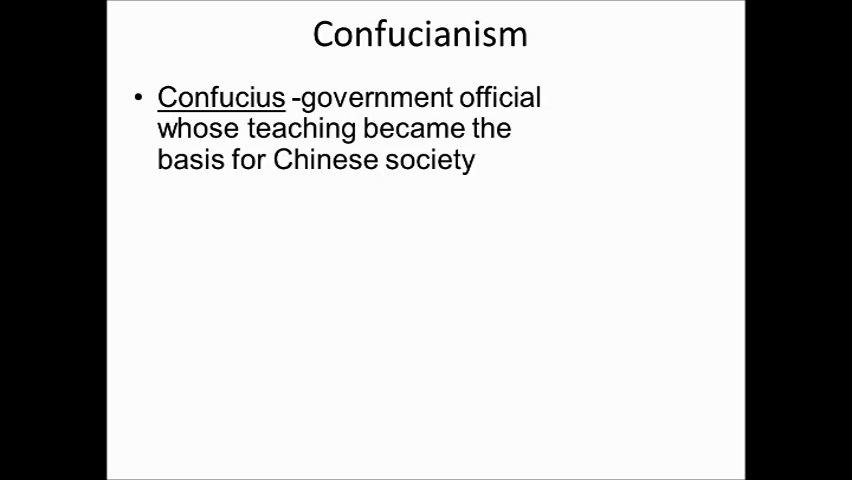 Confucianism
• Confucius -government official
whose teaching became the
basis for Chinese society